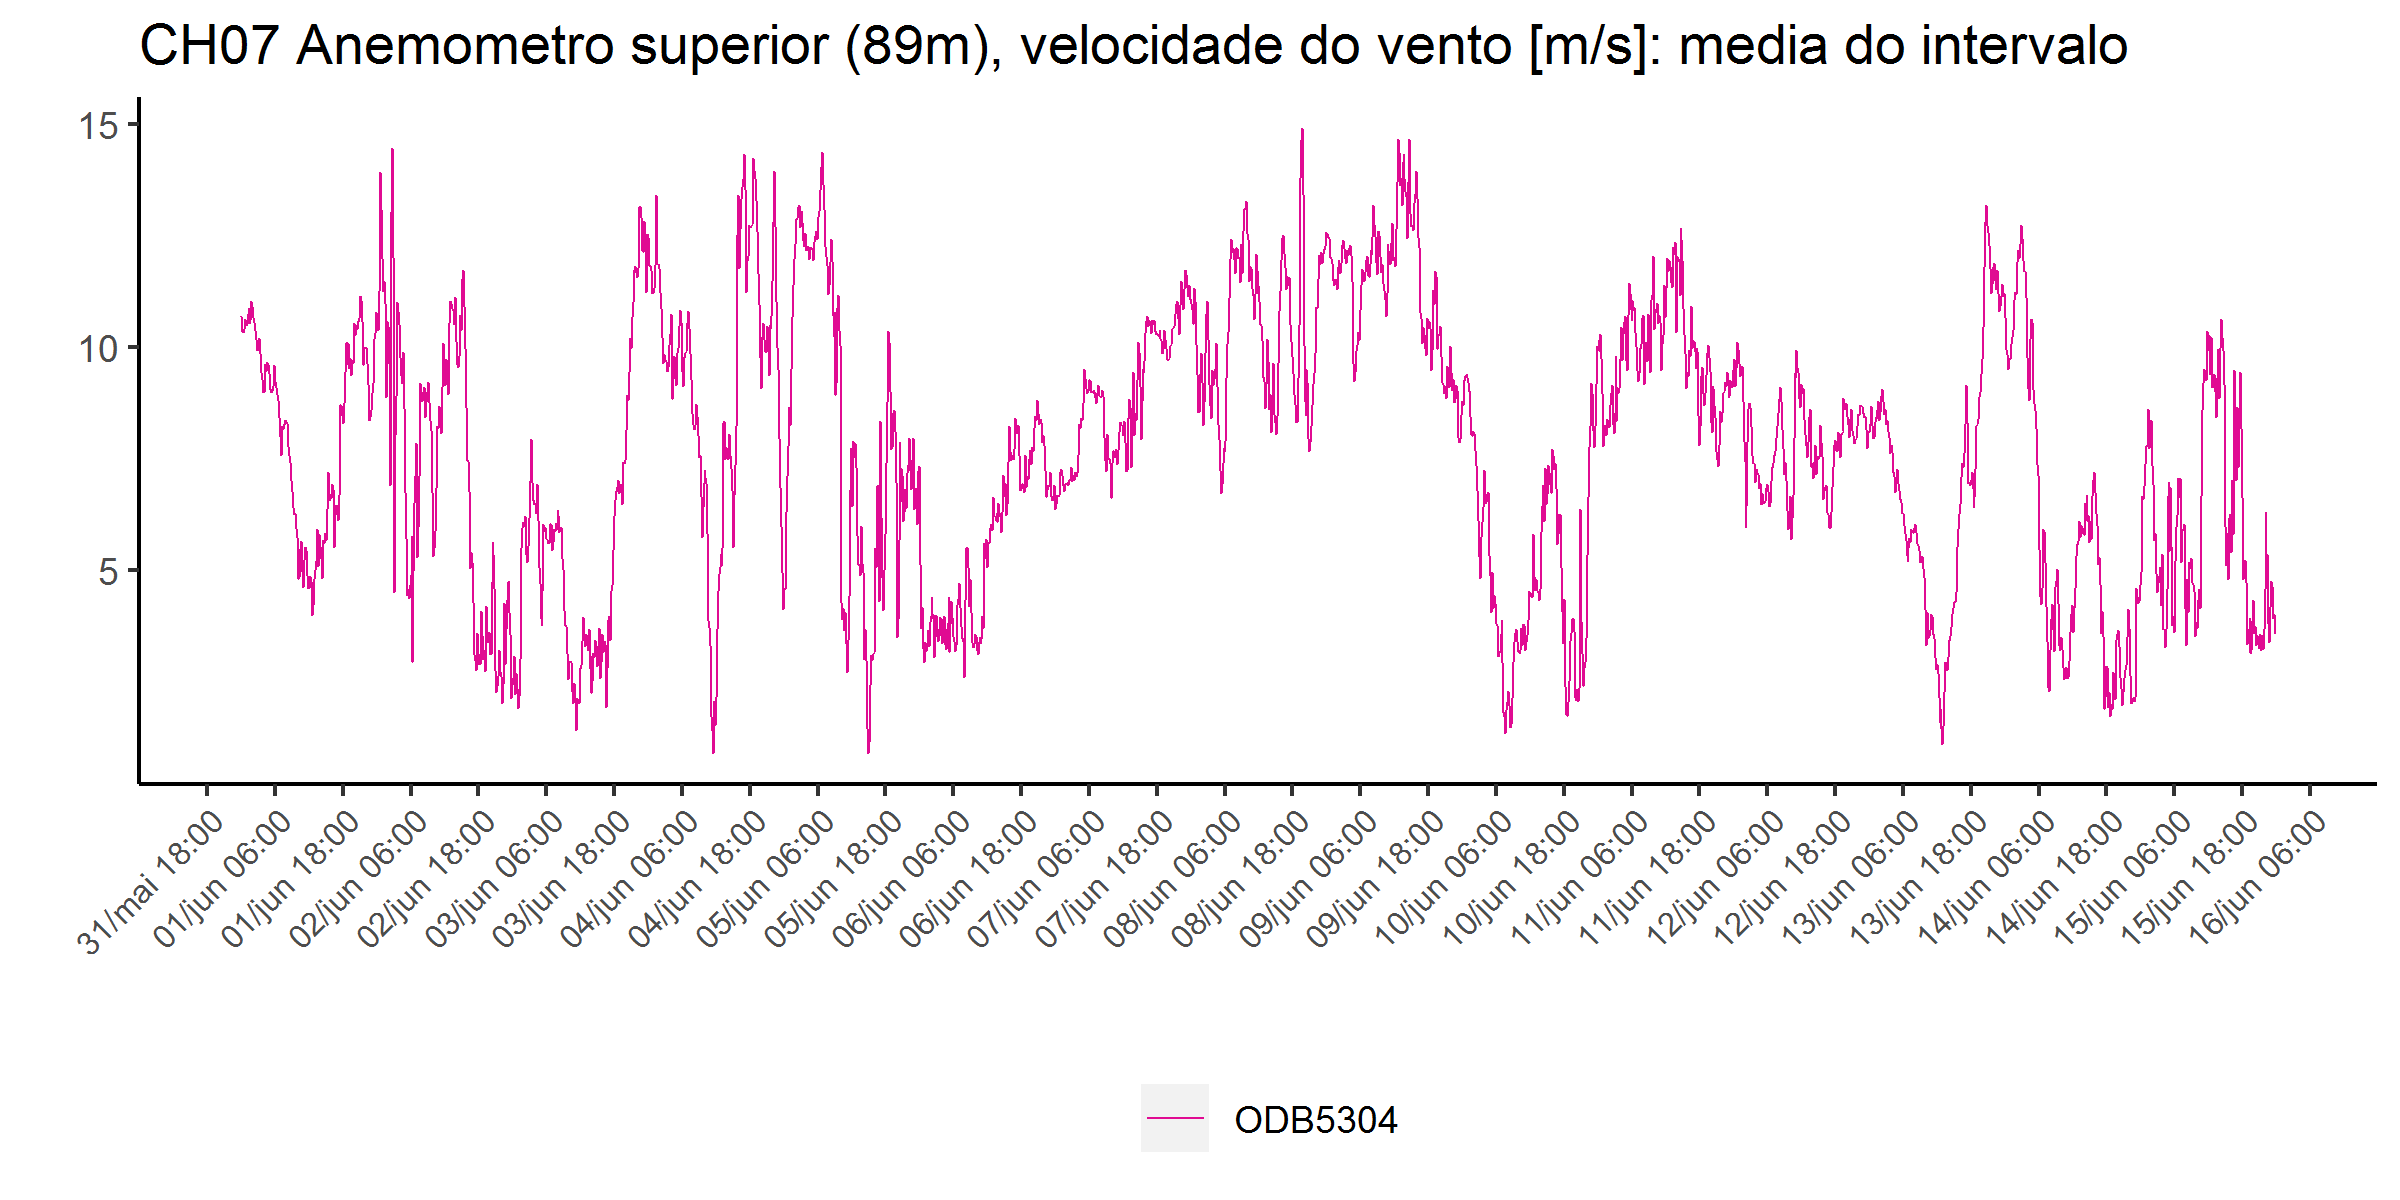 CH07 Anemometro superior (89m), velocidade do vento [m/s]: media do intervalo
15
10
5
31/mai 18:00
01/jun 06:00
01/jun 18:00
02/jun 06:00
02/jun 18:00
03/jun 06:00
03/jun 18:00
04/jun 06:00
04/jun 18:00
05/jun 06:00
05/jun 18:00
06/jun 06:00
06/jun 18:00
07/jun 06:00
07/jun 18:00
08/jun 06:00
08/jun 18:00
09/jun 06:00
09/jun 18:00
10/jun 06:00
10/jun 18:00
11/jun 06:00
11/jun 18:00
12/jun 06:00
12/jun 18:00
13/jun 06:00
13/jun 18:00
14/jun 06:00
14/jun 18:00
15/jun 06:00
15/jun 18:00
16/jun 06:00
ODB5304